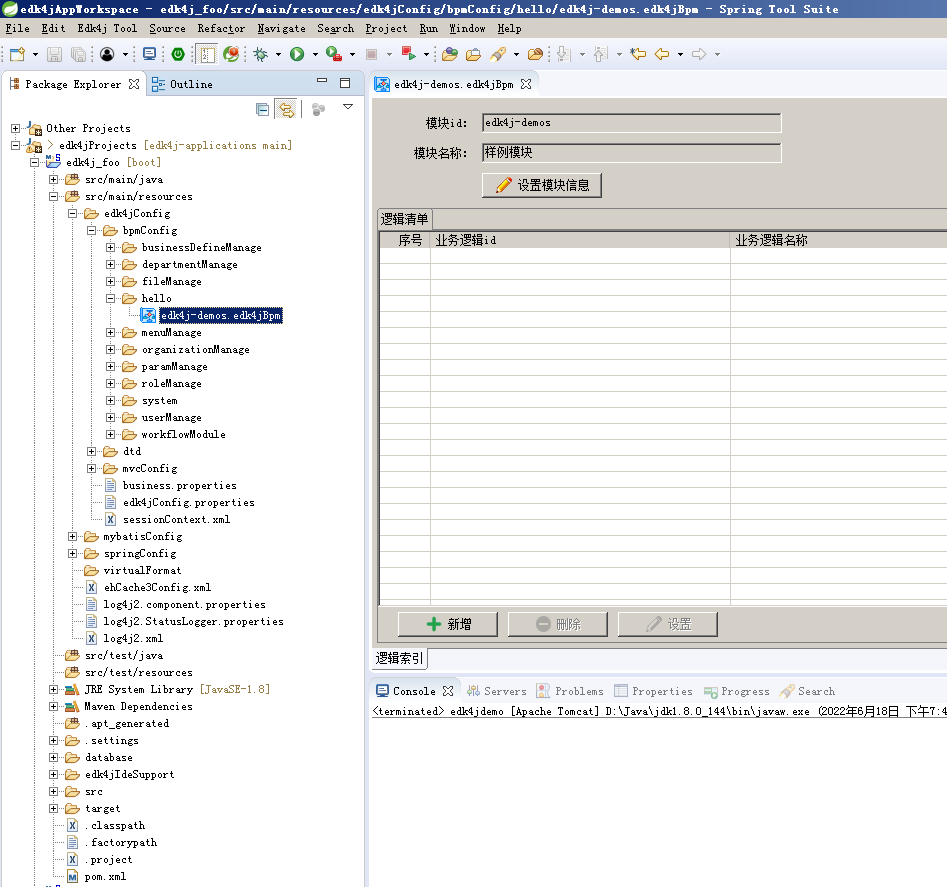 edk4jAppWorkspace - edk4j_foo/src/main/resources/edk4jConfig/bpmConfig/hello/edk4j-demos.edk4jBpm - Spring Tool Suite
File Edit Edk4j Tool Source Refactor Navigate Search Project Run Window Help
Package Explorer
Outline
Other Projects
> edk4jProjects [edk4j-applications main]
edk4j_foo [boot]
src/main/java
src/main/resources
edk4jConfig
bpmConfig
businessDefineManage
departmentManage
fileManage
hello
edk4j-demos.edk4jBpm
menuManage
organizationManage
paramManage
roleManage
system
userManage
workflowModule
dtd
mvcConfig
business.properties
edk4jConfig.properties
sessionContext.xml
mybatisConfig
springConfig
virtualFormat
ehCache3Config.xml
log4j2.component.properties
log4j2.StatusLogger.properties
log4j2.xml
src/test/java
src/test/resources
JRE System Library [JavaSE-1.8]
Maven Dependencies
.apt_generated
.settings
database
edk4jIdeSupport
src
target
.classpath
.factorypath
.project
pom.xml
edk4j-demos.edk4jBpm
模块id: edk4j-demos
模块名称: 样例模块
设置模块信息
逻辑清单
序号 业务逻辑id 业务逻辑名称
新增 删除 设置
逻辑索引
Console Servers Problems Properties Progress Search
<terminated> edk4jdemo [Apache Tomcat] D:\Java\jdk1.8.0_144\bin\javaw.exe (2022年6月18日 下午7:4